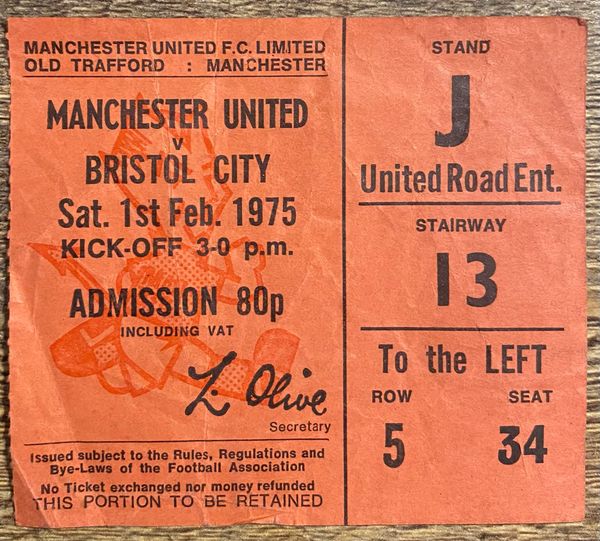 MANCHESTER UNITED F.C. LIMITED
OLD TRAFFORD : MANCHESTER
MANCHESTER UNITED
v
BRISTOL CITY
Sat. 1st Feb. 1975
KICK-OFF 3-0 p.m.
ADMISSION 80p
INCLUDING VAT
L. Olive
Secretary
Issued subject to the Rules, Regulations and
Bye-Laws of the Football Association
No Ticket exchanged nor money refunded
THIS PORTION TO BE RETAINED
STAND
J
United Road Ent.
STAIRWAY
13
To the LEFT
ROW SEAT
5 34